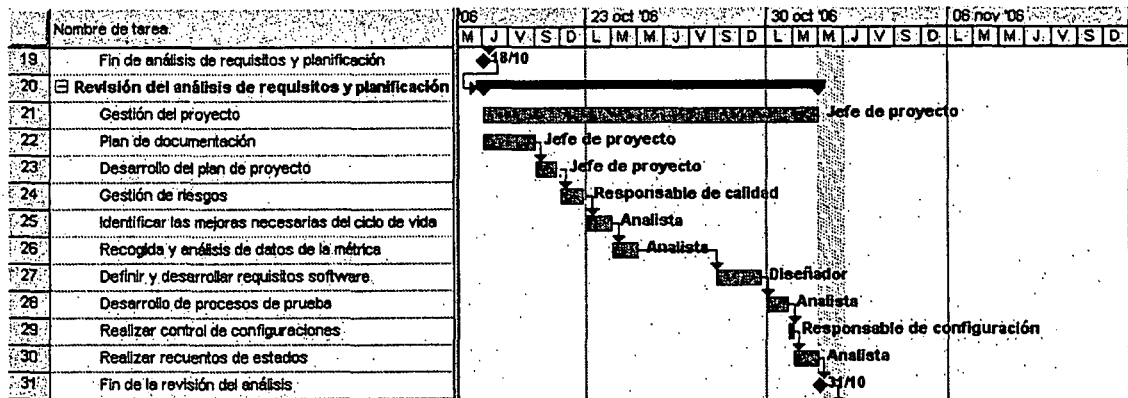 Nombre de tarea
'06 23 oct '06 30 oct '06 06 nov '06
M J V S D L M M J V S D L M M J V S D L M M J V S D
19 Fin de análisis de requisitos y planificación 18/10
20 Revisión del análisis de requisitos y planificación
21 Gestión del proyecto Jefe de proyecto
22 Plan de documentación Jefe de proyecto
23 Desarrollo del plan de proyecto Jefe de proyecto
24 Gestión de riesgos Responsable de calidad
25 Identificar las mejoras necesarias del ciclo de vida Analista
26 Recogida y análisis de datos de la métrica Analista
27 Definir y desarrollar requisitos software Diseñador
28 Desarrollo de procesos de prueba Analista
29 Realizar control de configuraciones Responsable de configuración
30 Realizar recuentos de estados Analista
31 Fin de la revisión del análisis 31/10